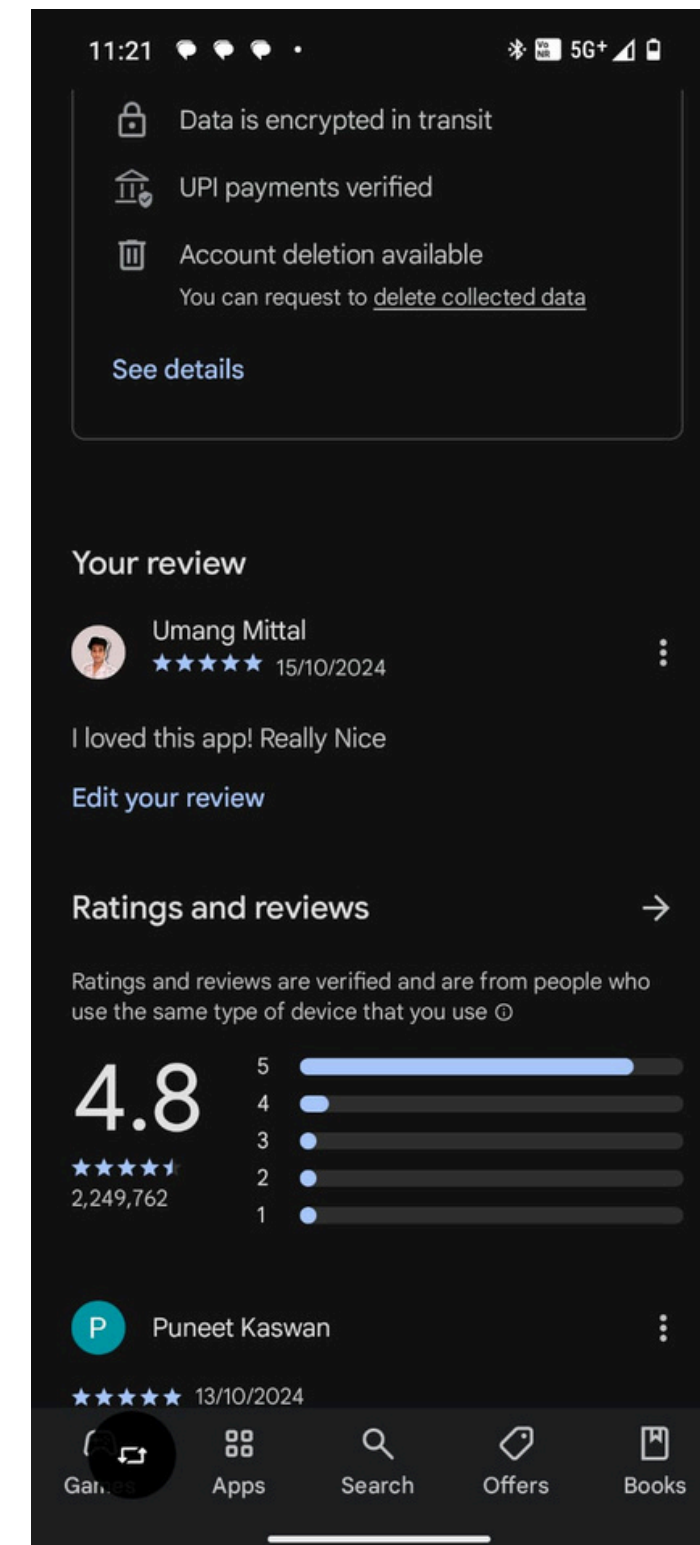 11:21
Vo
NR
5G+
Data is encrypted in transit
UPI payments verified
Account deletion available
You can request to delete collected data
See details
Your review
Umang Mittal
15/10/2024
I loved this app! Really Nice
Edit your review
Ratings and reviews
Ratings and reviews are verified and are from people who
use the same type of device that you use
4.8
5
4
3
2
1
2,249,762
P
Puneet Kaswan
13/10/2024
Games
Apps
Search
Offers
Books